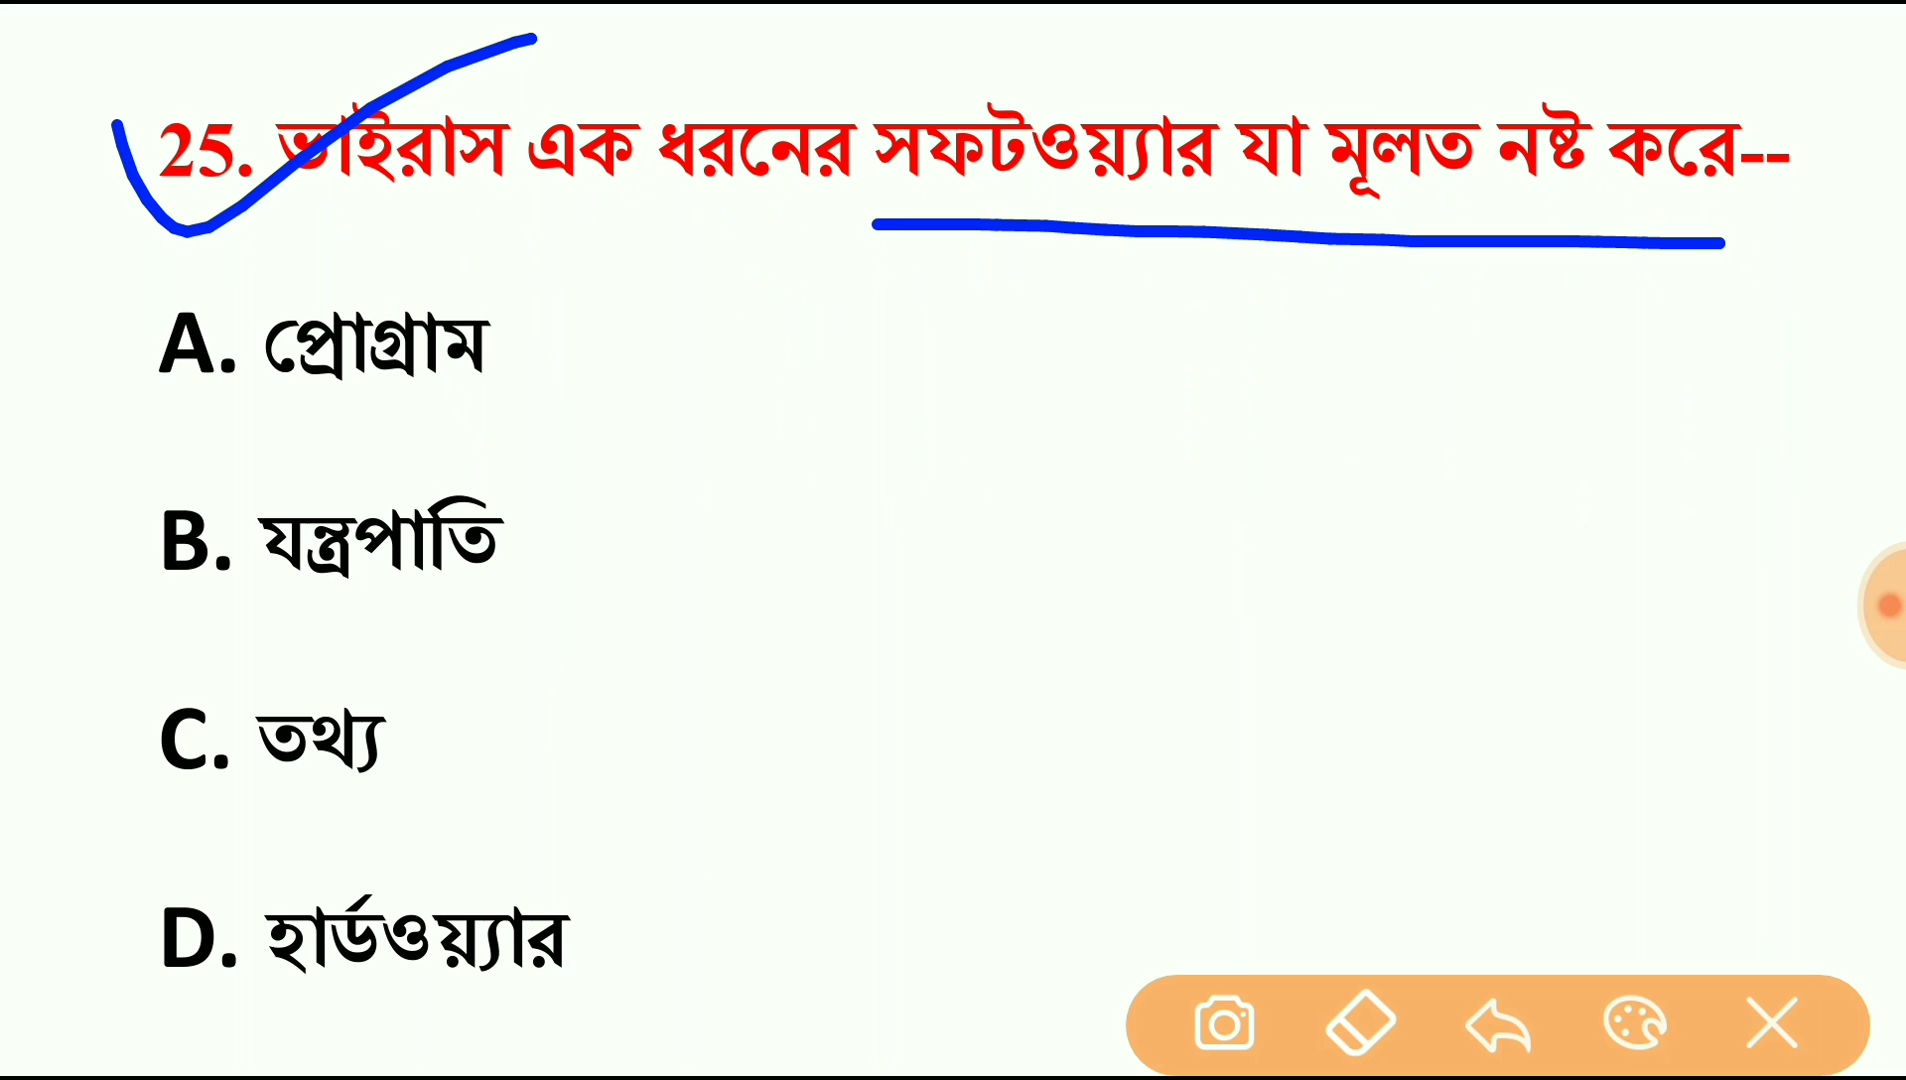 25. ভাইরাস এক ধরনের সফটওয়্যার যা মূলত নষ্ট করে--
A. প্রোগ্রাম
B. যন্ত্রপাতি
C. তথ্য
D. হার্ডওয়্যার